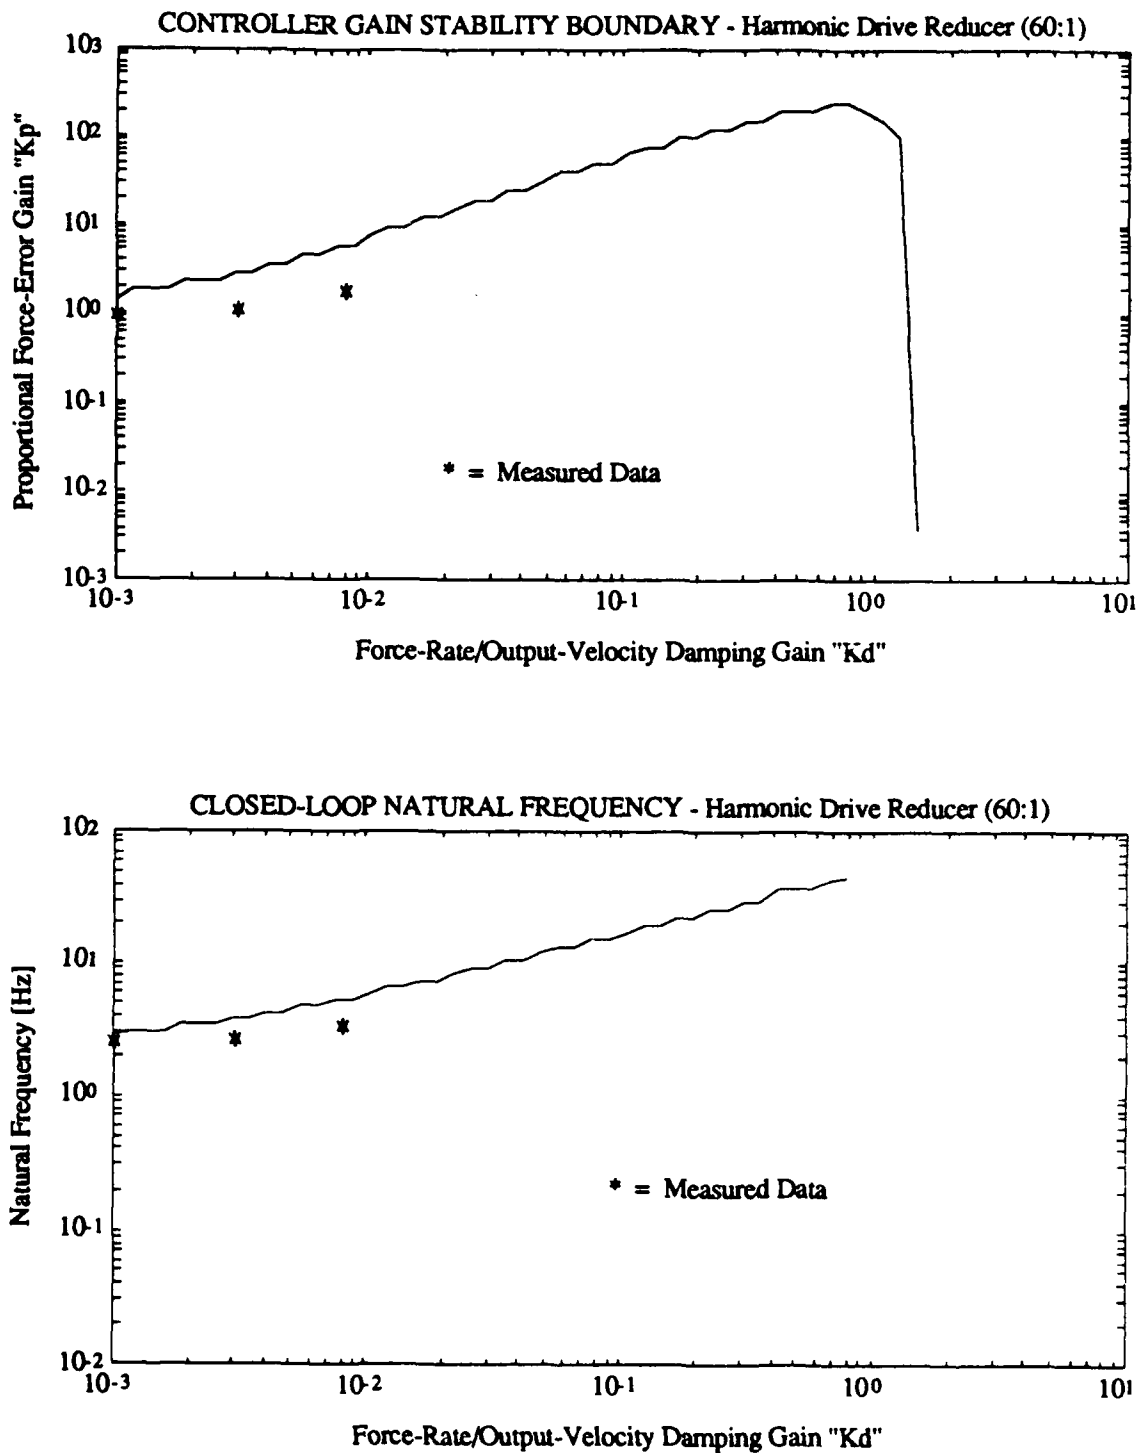 CONTROLLER GAIN STABILITY BOUNDARY - Harmonic Drive Reducer (60:1)
Proportional Force-Error Gain "Kp"
10³
10²
10¹
10⁰
10-¹
10-²
10-³
* = Measured Data
10-³ 10-² 10-¹ 10⁰ 10¹
Force-Rate/Output-Velocity Damping Gain "Kd"
CLOSED-LOOP NATURAL FREQUENCY - Harmonic Drive Reducer (60:1)
Natural Frequency [Hz]
10²
10¹
10⁰
10-¹
10-²
* = Measured Data
10-³ 10-² 10-¹ 10⁰ 10¹
Force-Rate/Output-Velocity Damping Gain "Kd"